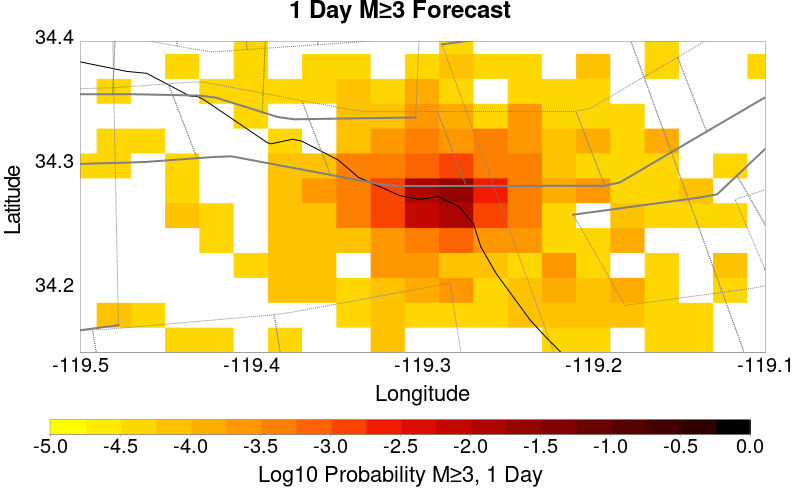 1 Day M≥3 Forecast
34.4
34.3
34.2
Latitude
-119.5 -119.4 -119.3 -119.2 -119.1
Longitude
-5.0 -4.5 -4.0 -3.5 -3.0 -2.5 -2.0 -1.5 -1.0 -0.5 0.0
Log10 Probability M≥3, 1 Day